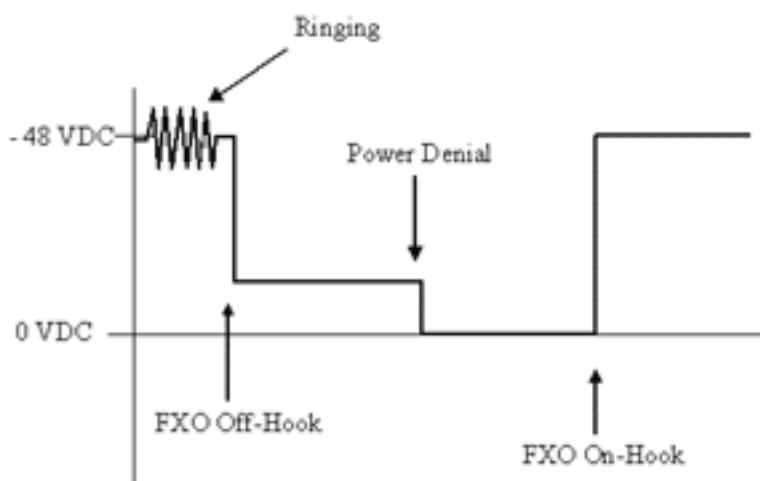 Ringing
-48 VDC
Power Denial
0 VDC
FXO Off-Hook
FXO On-Hook